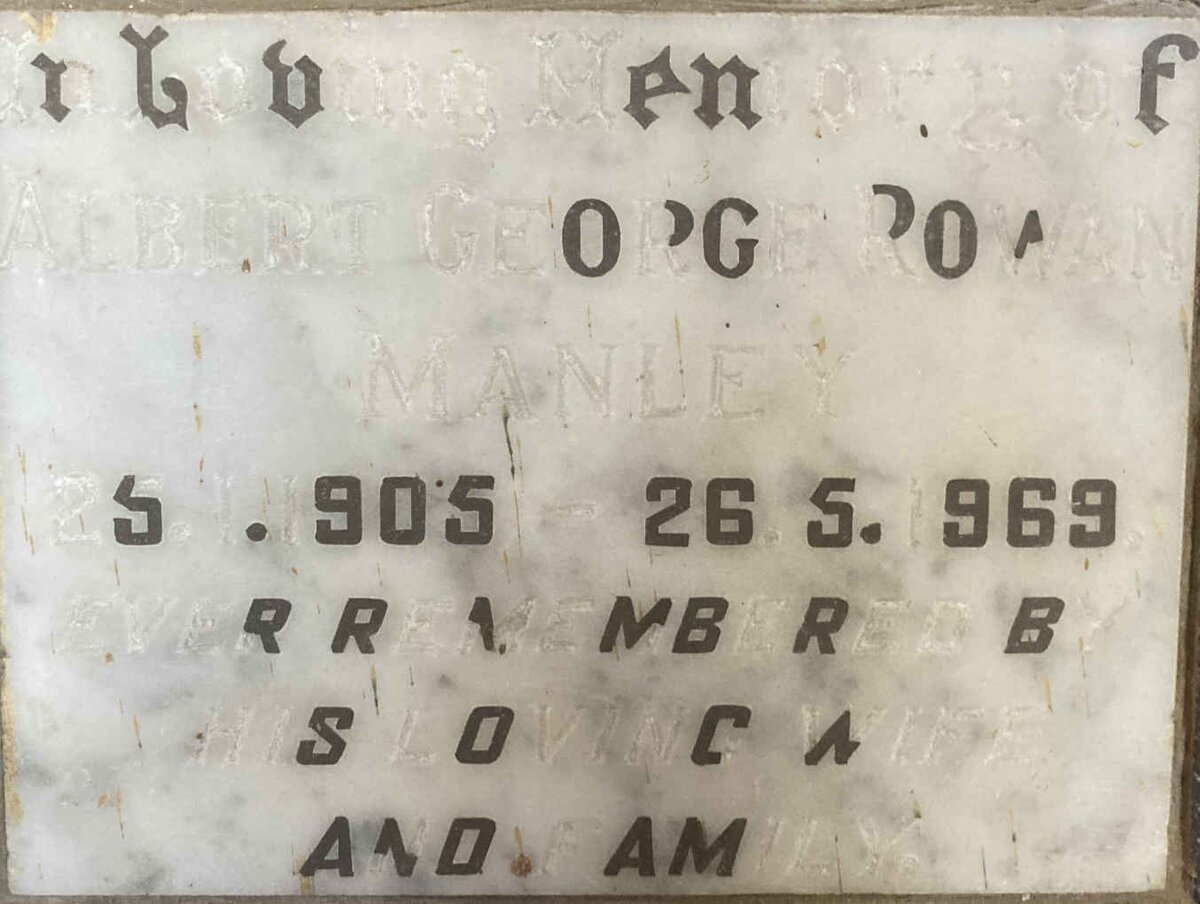 In Loving Memory of
ALBERT GEORGE ROWAN
MANLEY
25.11.1905 - 26.5.1969.
EVER REMEMBERED BY
HIS LOVING WIFE
AND FAMILY.